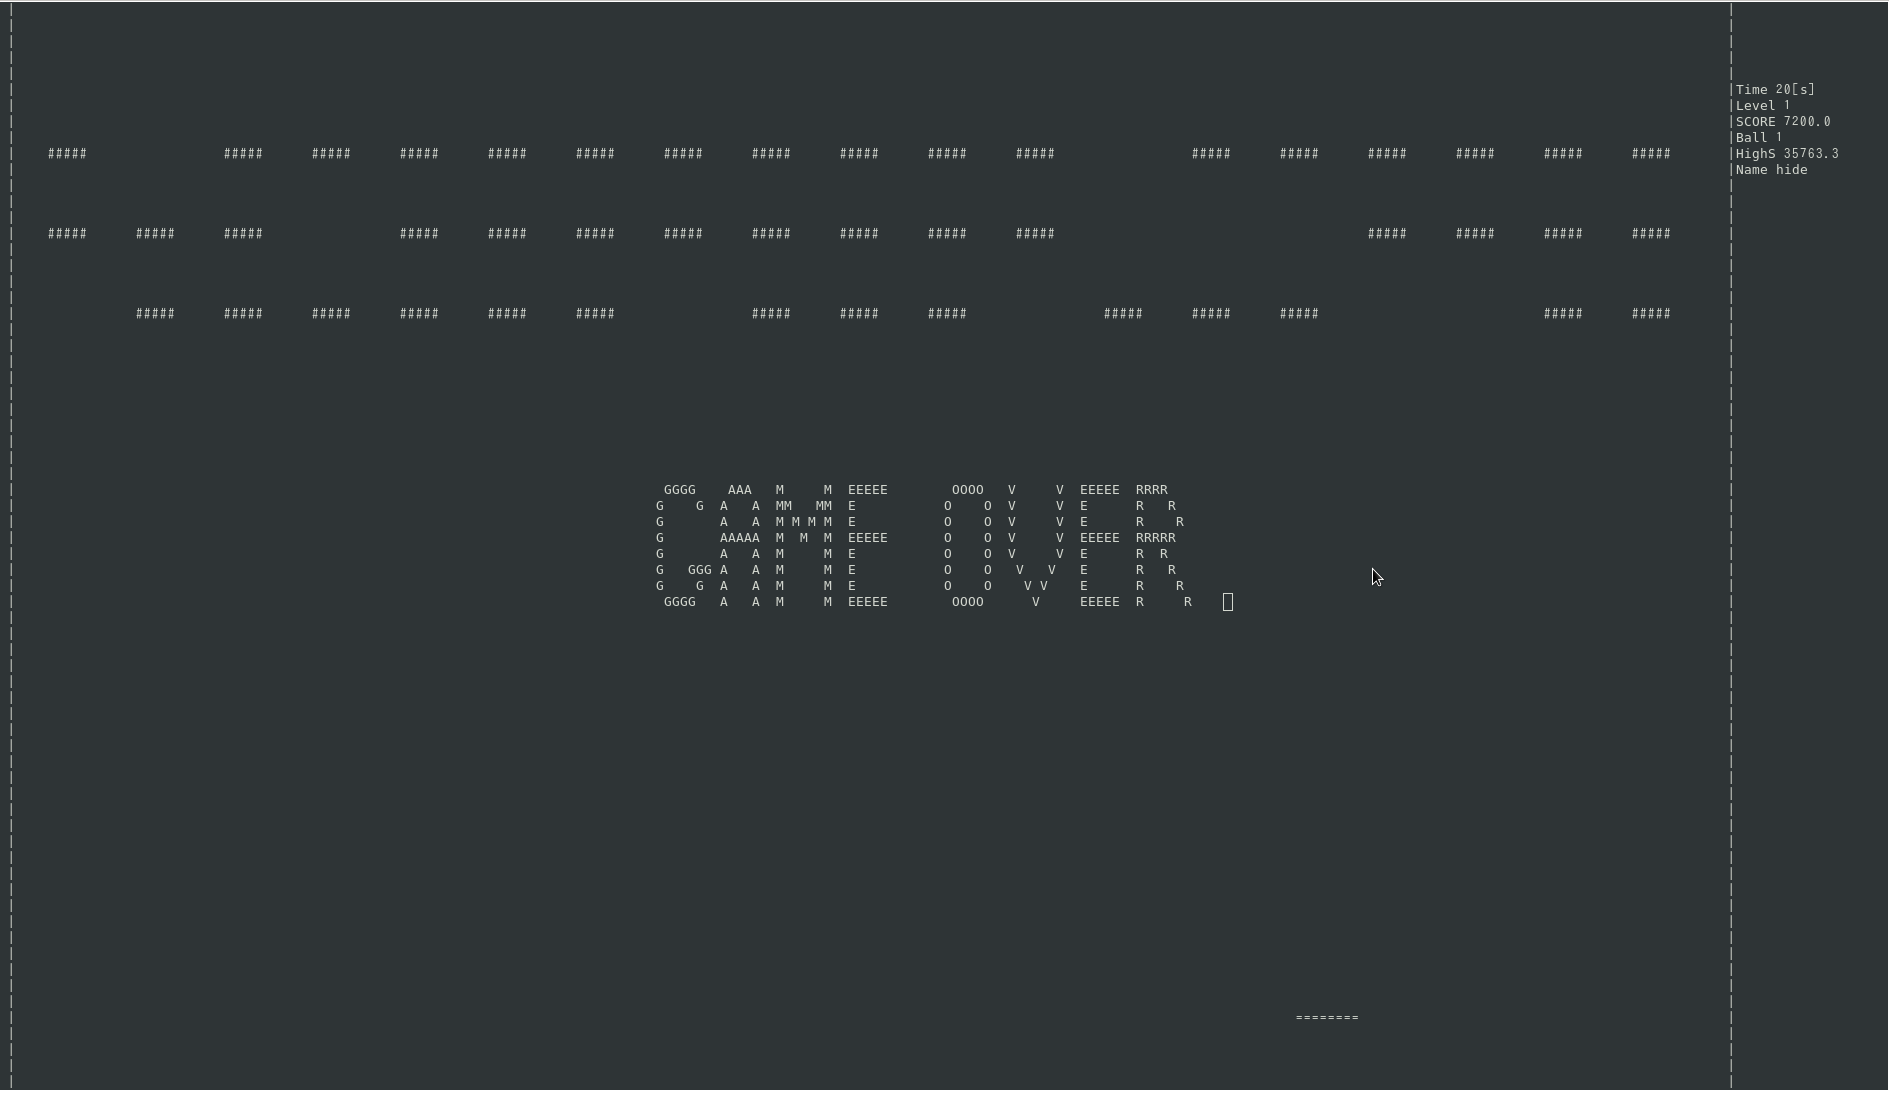 Time 20[s]
Level 1
SCORE 7200.0
Ball 1
HighS 35763.3
Name hide
##### ##### ##### ##### ##### ##### ##### ##### ##### ##### ##### ##### ##### ##### ##### ##### #####
##### ##### ##### ##### ##### ##### ##### ##### ##### ##### ##### ##### ##### ##### #####
##### ##### ##### ##### ##### ##### ##### ##### ##### ##### ##### ##### ##### #####
GAME OVER
========